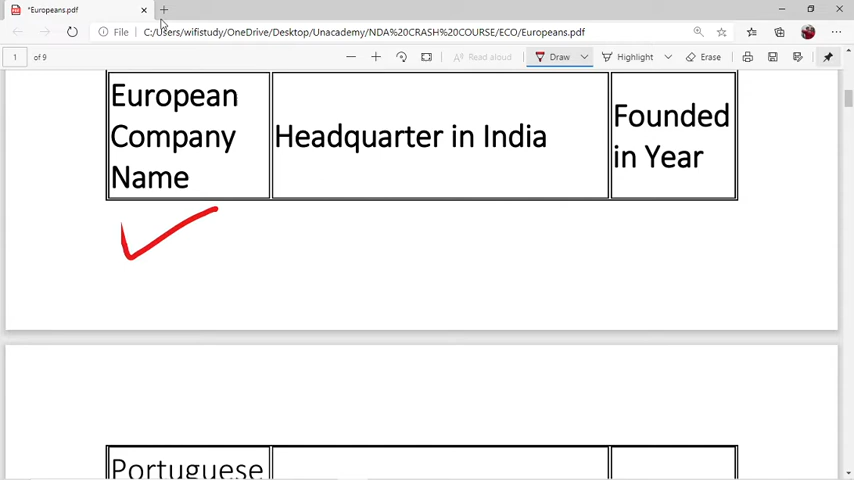 *Europeans.pdf
File C:/Users/wifistudy/OneDrive/Desktop/Unacademy/NDA%20CRASH%20COURSE/ECO/Europeans.pdf
1 of 9 Read aloud Draw Highlight Erase
European
Company
Name
Headquarter in India
Founded
in Year
Portuguese